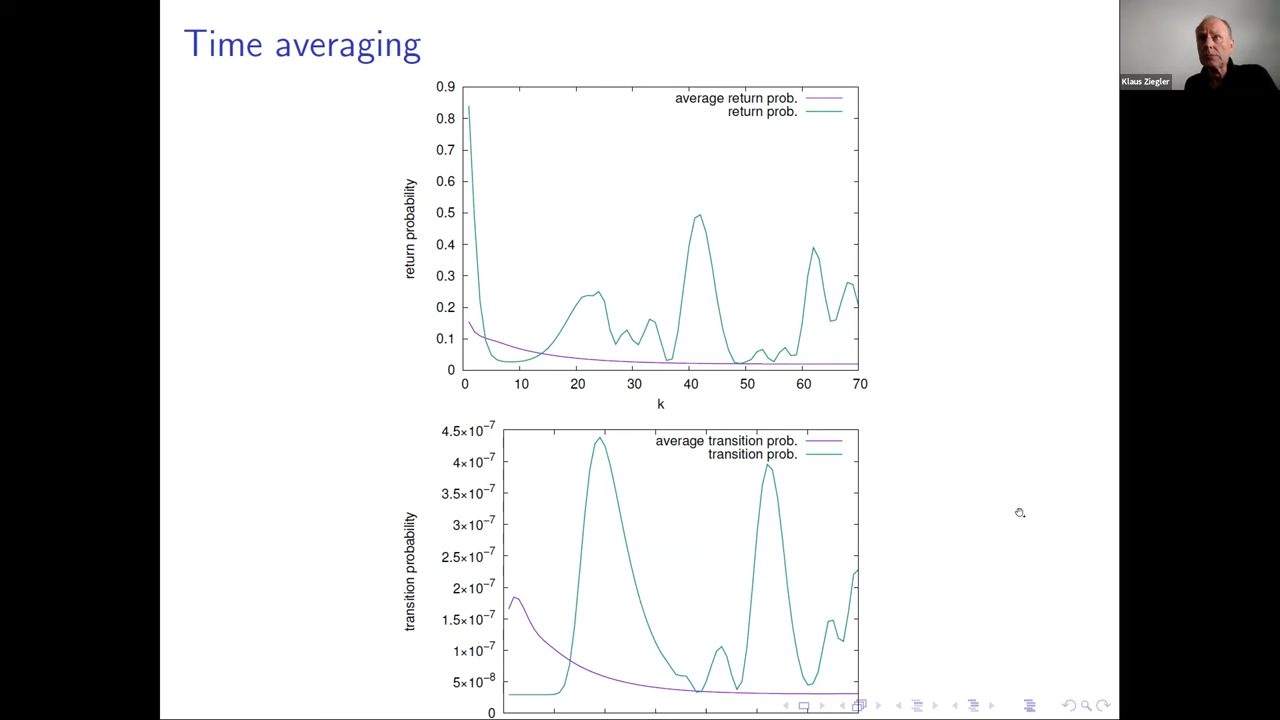 Time averaging
Klaus Ziegler
0.9
0.8
0.7
0.6
0.5
0.4
0.3
0.2
0.1
0
return probability
average return prob.
return prob.
0 10 20 30 40 50 60 70
k
4.5×10⁻⁷
4×10⁻⁷
3.5×10⁻⁷
3×10⁻⁷
2.5×10⁻⁷
2×10⁻⁷
1.5×10⁻⁷
1×10⁻⁷
5×10⁻⁸
0
transition probability
average transition prob.
transition prob.